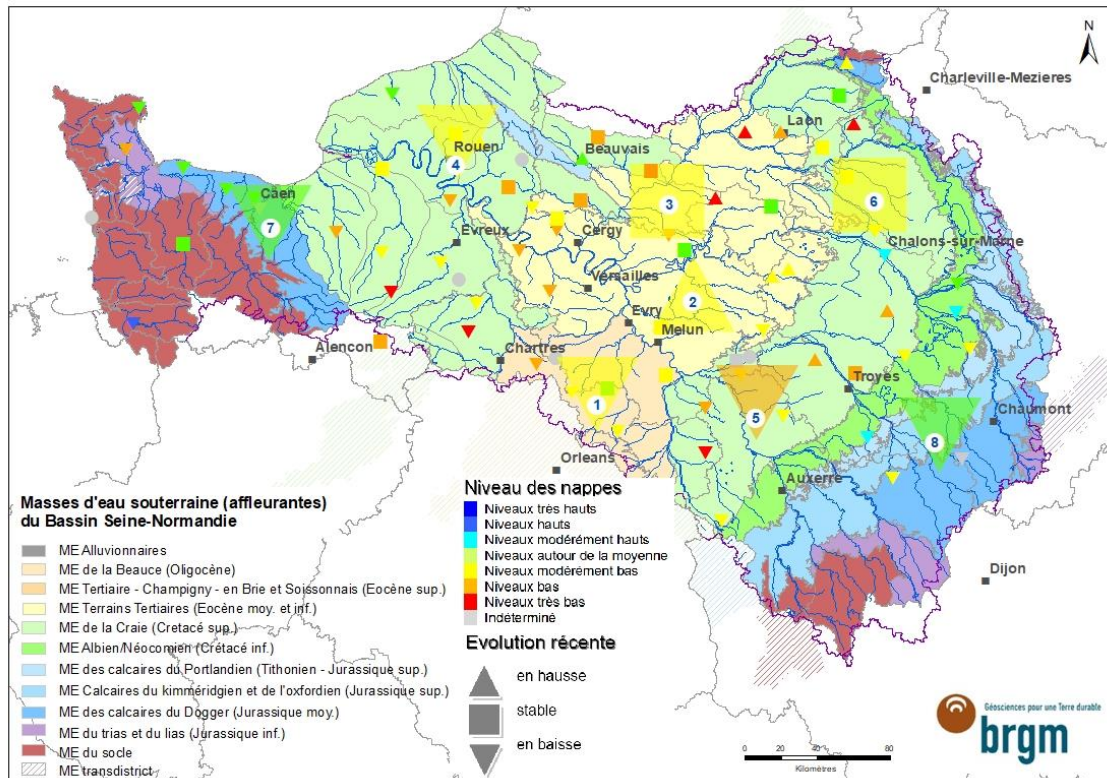 N
Charleville-Mezieres
Laon
Rouen
Beauvais
4
3
6
Caen
7
Evreux
Cergy
Chalons-sur-Marne
Versailles
2
Evry
Melun
Alencon
Chartres
Troyes
1
5
8
Chaumont
Orleans
Auxerre
Dijon
Masses d'eau souterraine (affleurantes)
du Bassin Seine-Normandie
ME Alluvionnaires
ME de la Beauce (Oligocène)
ME Tertiaire - Champigny - en Brie et Soissonnais (Eocène sup.)
ME Terrains Tertiaires (Eocène moy. et inf.)
ME de la Craie (Cretacé sup.)
ME Albien/Néocomien (Crétacé inf.)
ME des calcaires du Portlandien (Tithonien - Jurassique sup.)
ME Calcaires du kimméridgien et de l'oxfordien (Jurassique sup.)
ME des calcaires du Dogger (Jurassique moy.)
ME du trias et du lias (Jurassique inf.)
ME du socle
ME transdistrict
Niveau des nappes
Niveaux très hauts
Niveaux hauts
Niveaux modérément hauts
Niveaux autour de la moyenne
Niveaux modérément bas
Niveaux bas
Niveaux très bas
Indéterminé
Evolution récente
en hausse
stable
en baisse
0 20 40 60 80
Kilomètres
Géosciences pour une Terre durable
brgm